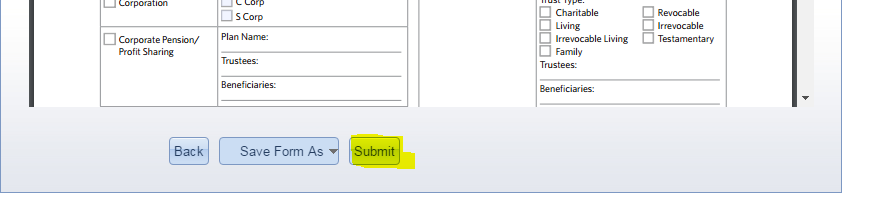 Corporation
C Corp
S Corp
Corporate Pension/
Profit Sharing
Plan Name:
Trustees:
Beneficiaries:
Trust Type:
Charitable
Revocable
Living
Irrevocable
Irrevocable Living
Testamentary
Family
Trustees:
Beneficiaries:
Back
Save Form As
Submit